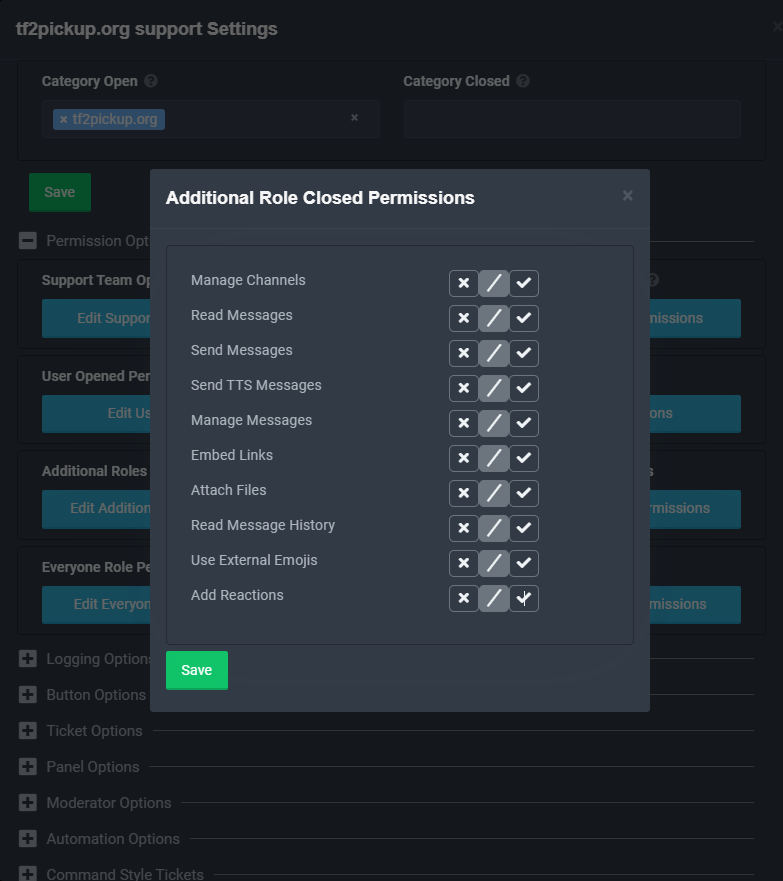 tf2pickup.org support Settings
Category Open
Category Closed
× tf2pickup.org ×
Save
Additional Role Closed Permissions ×
Permission Opti
Support Team Op
Edit Suppor
missions
User Opened Per
Edit Us
ons
Additional Roles
s
Edit Addition
rmissions
Everyone Role Pe
Edit Everyon
missions
Manage Channels
Read Messages
Send Messages
Send TTS Messages
Manage Messages
Embed Links
Attach Files
Read Message History
Use External Emojis
Add Reactions
Save
Logging Options
Button Options
Ticket Options
Panel Options
Moderator Options
Automation Options
Command Style Tickets